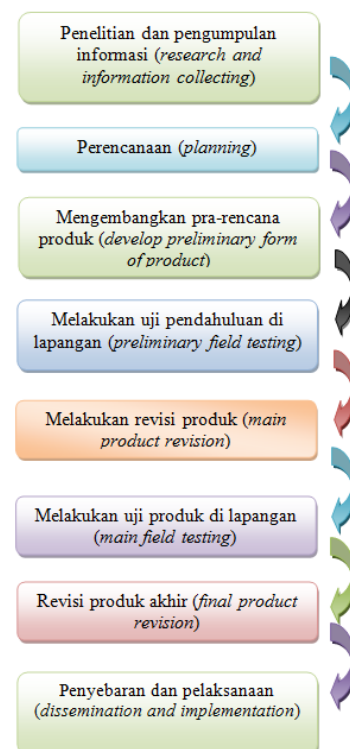 Penelitian dan pengumpulan
informasi (research and
information collecting)
Perencanaan (planning)
Mengembangkan pra-rencana
produk (develop preliminary form
of product)
Melakukan uji pendahuluan di
lapangan (preliminary field testing)
Melakukan revisi produk (main
product revision)
Melakukan uji produk di lapangan
(main field testing)
Revisi produk akhir (final product
revision)
Penyebaran dan pelaksanaan
(dissemination and implementation)